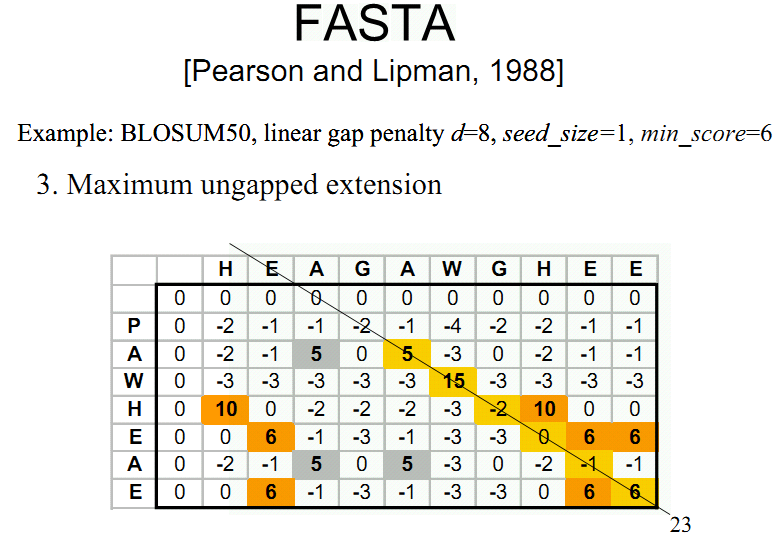 FASTA
[Pearson and Lipman, 1988]
Example: BLOSUM50, linear gap penalty d=8, seed_size=1, min_score=6
3. Maximum ungapped extension
H E A G A W G H E E
0 0 0 0 0 0 0 0 0 0 0
P 0 -2 -1 -1 -2 -1 -4 -2 -2 -1 -1
A 0 -2 -1 5 0 5 -3 0 -2 -1 -1
W 0 -3 -3 -3 -3 -3 15 -3 -3 -3 -3
H 0 10 0 -2 -2 -2 -3 -2 10 0 0
E 0 0 6 -1 -3 -1 -3 -3 0 6 6
A 0 -2 -1 5 0 5 -3 0 -2 -1 -1
E 0 0 6 -1 -3 -1 -3 -3 0 6 6
23